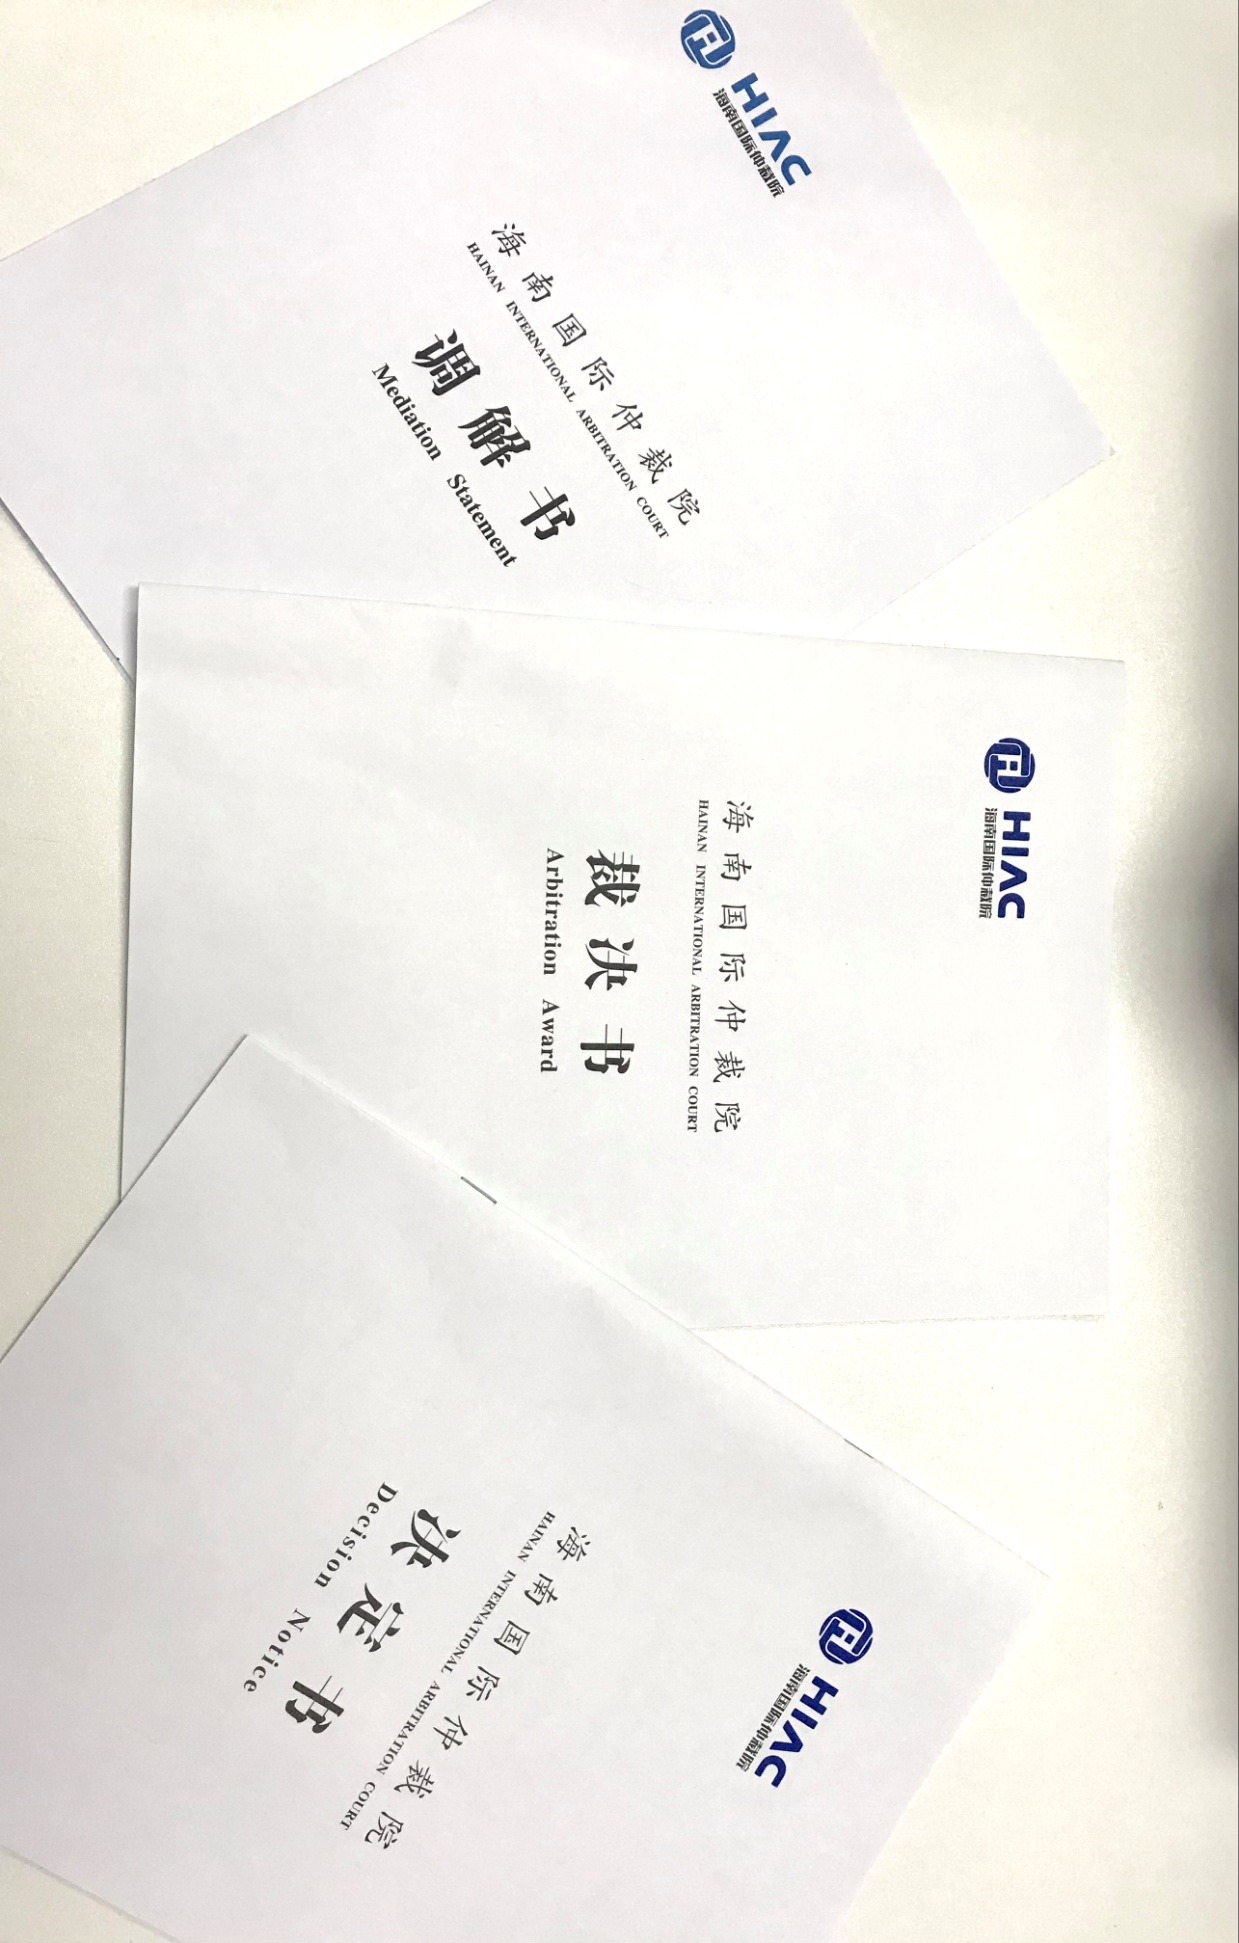 HIAC
海南国际仲裁院
海南国际仲裁院
HAINAN INTERNATIONAL ARBITRATION COURT
调解书
Mediation Statement
HIAC
海南国际仲裁院
海南国际仲裁院
HAINAN INTERNATIONAL ARBITRATION COURT
裁决书
Arbitration Award
HIAC
海南国际仲裁院
海南国际仲裁院
HAINAN INTERNATIONAL ARBITRATION COURT
决定书
Decision Notice